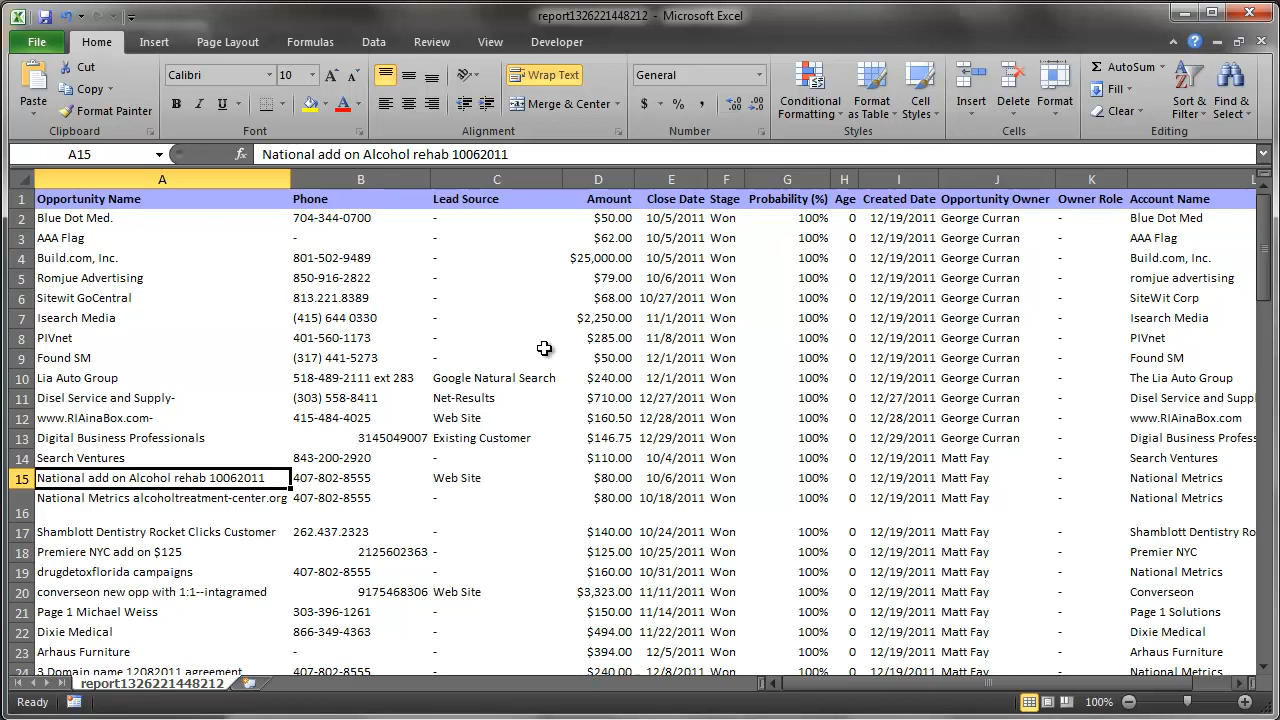 report1326221448212 - Microsoft Excel
File Home Insert Page Layout Formulas Data Review View Developer
Paste Cut Copy Format Painter Clipboard
Calibri 10 B I U A Font
Wrap Text Merge & Center Alignment
General $ % , Number
Conditional Formatting Format as Table Cell Styles Styles
Insert Delete Format Cells
AutoSum Fill Clear Sort & Filter Find & Select Editing
A15 fx National add on Alcohol rehab 10062011
A B C D E F G H I J K L
1 Opportunity Name Phone Lead Source Amount Close Date Stage Probability (%) Age Created Date Opportunity Owner Owner Role Account Name
2 Blue Dot Med. 704-344-0700 - $50.00 10/5/2011 Won 100% 0 12/19/2011 George Curran - Blue Dot Med
3 AAA Flag - - $62.00 10/5/2011 Won 100% 0 12/19/2011 George Curran - AAA Flag
4 Build.com, Inc. 801-502-9489 - $25,000.00 10/5/2011 Won 100% 0 12/19/2011 George Curran - Build.com, Inc.
5 Romjue Advertising 850-916-2822 - $79.00 10/6/2011 Won 100% 0 12/19/2011 George Curran - romjue advertising
6 Sitewit GoCentral 813.221.8389 - $68.00 10/27/2011 Won 100% 0 12/19/2011 George Curran - SiteWit Corp
7 Isearch Media (415) 644 0330 - $2,250.00 11/1/2011 Won 100% 0 12/19/2011 George Curran - Isearch Media
8 PIVnet 401-560-1173 - $285.00 11/8/2011 Won 100% 0 12/19/2011 George Curran - PIVnet
9 Found SM (317) 441-5273 - $50.00 12/1/2011 Won 100% 0 12/19/2011 George Curran - Found SM
10 Lia Auto Group 518-489-2111 ext 283 Google Natural Search $240.00 12/1/2011 Won 100% 0 12/19/2011 George Curran - The Lia Auto Group
11 Disel Service and Supply- (303) 558-8411 Net-Results $710.00 12/27/2011 Won 100% 0 12/27/2011 George Curran - Disel Service and Suppl
12 www.RIAinaBox.com- 415-484-4025 Web Site $160.50 12/28/2011 Won 100% 0 12/28/2011 George Curran - www.RIAinaBox.com
13 Digital Business Professionals 3145049007 Existing Customer $146.75 12/29/2011 Won 100% 0 12/29/2011 George Curran - Digial Business Profess
14 Search Ventures 843-200-2920 - $110.00 10/4/2011 Won 100% 0 12/19/2011 Matt Fay - Search Ventures
15 National add on Alcohol rehab 10062011 407-802-8555 Web Site $80.00 10/6/2011 Won 100% 0 12/19/2011 Matt Fay - National Metrics
16 National Metrics alcoholtreatment-center.org 407-802-8555 - $80.00 10/18/2011 Won 100% 0 12/19/2011 Matt Fay - National Metrics
17 Shamblott Dentistry Rocket Clicks Customer 262.437.2323 - $140.00 10/24/2011 Won 100% 0 12/19/2011 Matt Fay - Shamblott Dentistry Ro
18 Premiere NYC add on $125 2125602363 - $125.00 10/25/2011 Won 100% 0 12/19/2011 Matt Fay - Premier NYC
19 drugdetoxflorida campaigns 407-802-8555 - $160.00 10/31/2011 Won 100% 0 12/19/2011 Matt Fay - National Metrics
20 converseon new opp with 1:1--intagramed 9175468306 Web Site $3,323.00 11/11/2011 Won 100% 0 12/19/2011 Matt Fay - Converseon
21 Page 1 Michael Weiss 303-396-1261 - $150.00 11/14/2011 Won 100% 0 12/19/2011 Matt Fay - Page 1 Solutions
22 Dixie Medical 866-349-4363 - $494.00 11/22/2011 Won 100% 0 12/19/2011 Matt Fay - Dixie Medical
23 Arhaus Furniture - - $394.00 12/5/2011 Won 100% 0 12/19/2011 Matt Fay - Arhaus Furniture
24 3 Domain name 12082011 agreement 407-802-8555 - $240.00 12/8/2011 Won 100% 0 12/19/2011 Matt Fay - National Metrics
report1326221448212
Ready 100%